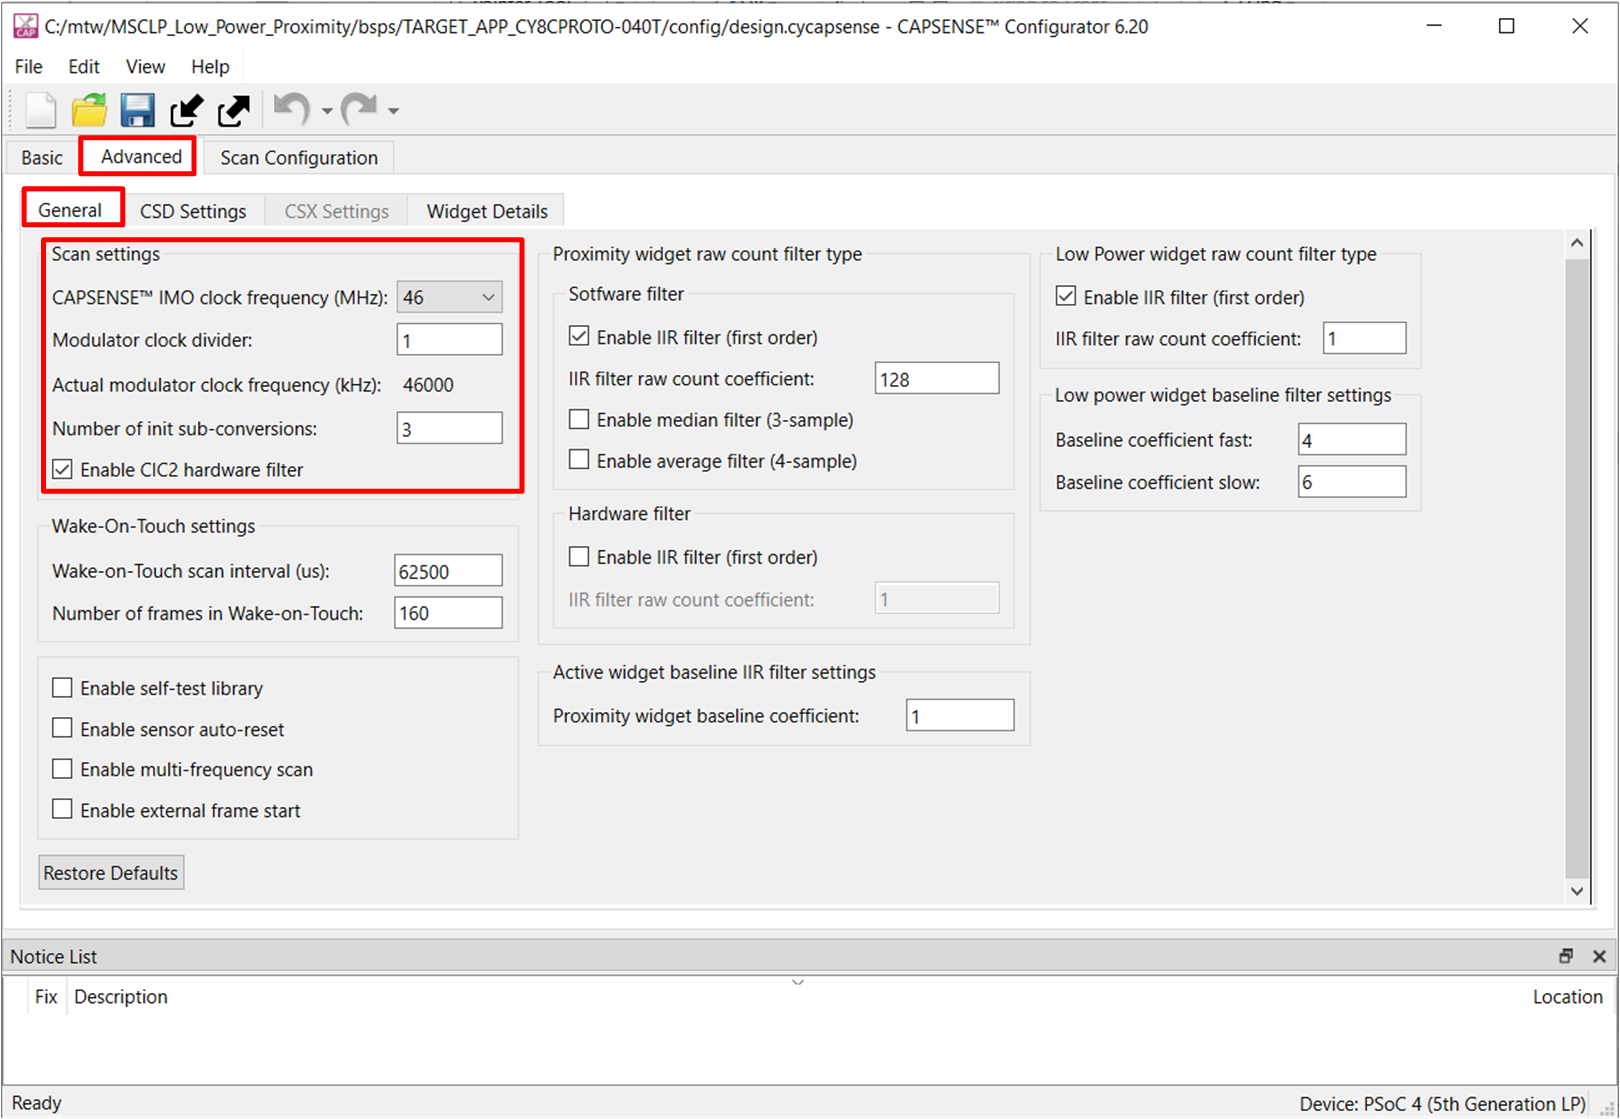 C:/mtw/MSCLP_Low_Power_Proximity/bsps/TARGET_APP_CY8CPROTO-040T/config/design.cycapsense - CAPSENSE™ Configurator 6.20
File Edit View Help
Basic Advanced Scan Configuration
General CSD Settings CSX Settings Widget Details
Scan settings
CAPSENSE™ IMO clock frequency (MHz): 46
Modulator clock divider: 1
Actual modulator clock frequency (kHz): 46000
Number of init sub-conversions: 3
Enable CIC2 hardware filter
Wake-On-Touch settings
Wake-on-Touch scan interval (us): 62500
Number of frames in Wake-on-Touch: 160
Enable self-test library
Enable sensor auto-reset
Enable multi-frequency scan
Enable external frame start
Restore Defaults
Proximity widget raw count filter type
Sotfware filter
Enable IIR filter (first order)
IIR filter raw count coefficient: 128
Enable median filter (3-sample)
Enable average filter (4-sample)
Hardware filter
Enable IIR filter (first order)
IIR filter raw count coefficient: 1
Active widget baseline IIR filter settings
Proximity widget baseline coefficient: 1
Low Power widget raw count filter type
Enable IIR filter (first order)
IIR filter raw count coefficient: 1
Low power widget baseline filter settings
Baseline coefficient fast: 4
Baseline coefficient slow: 6
Notice List
Fix Description Location
Ready Device: PSoC 4 (5th Generation LP)